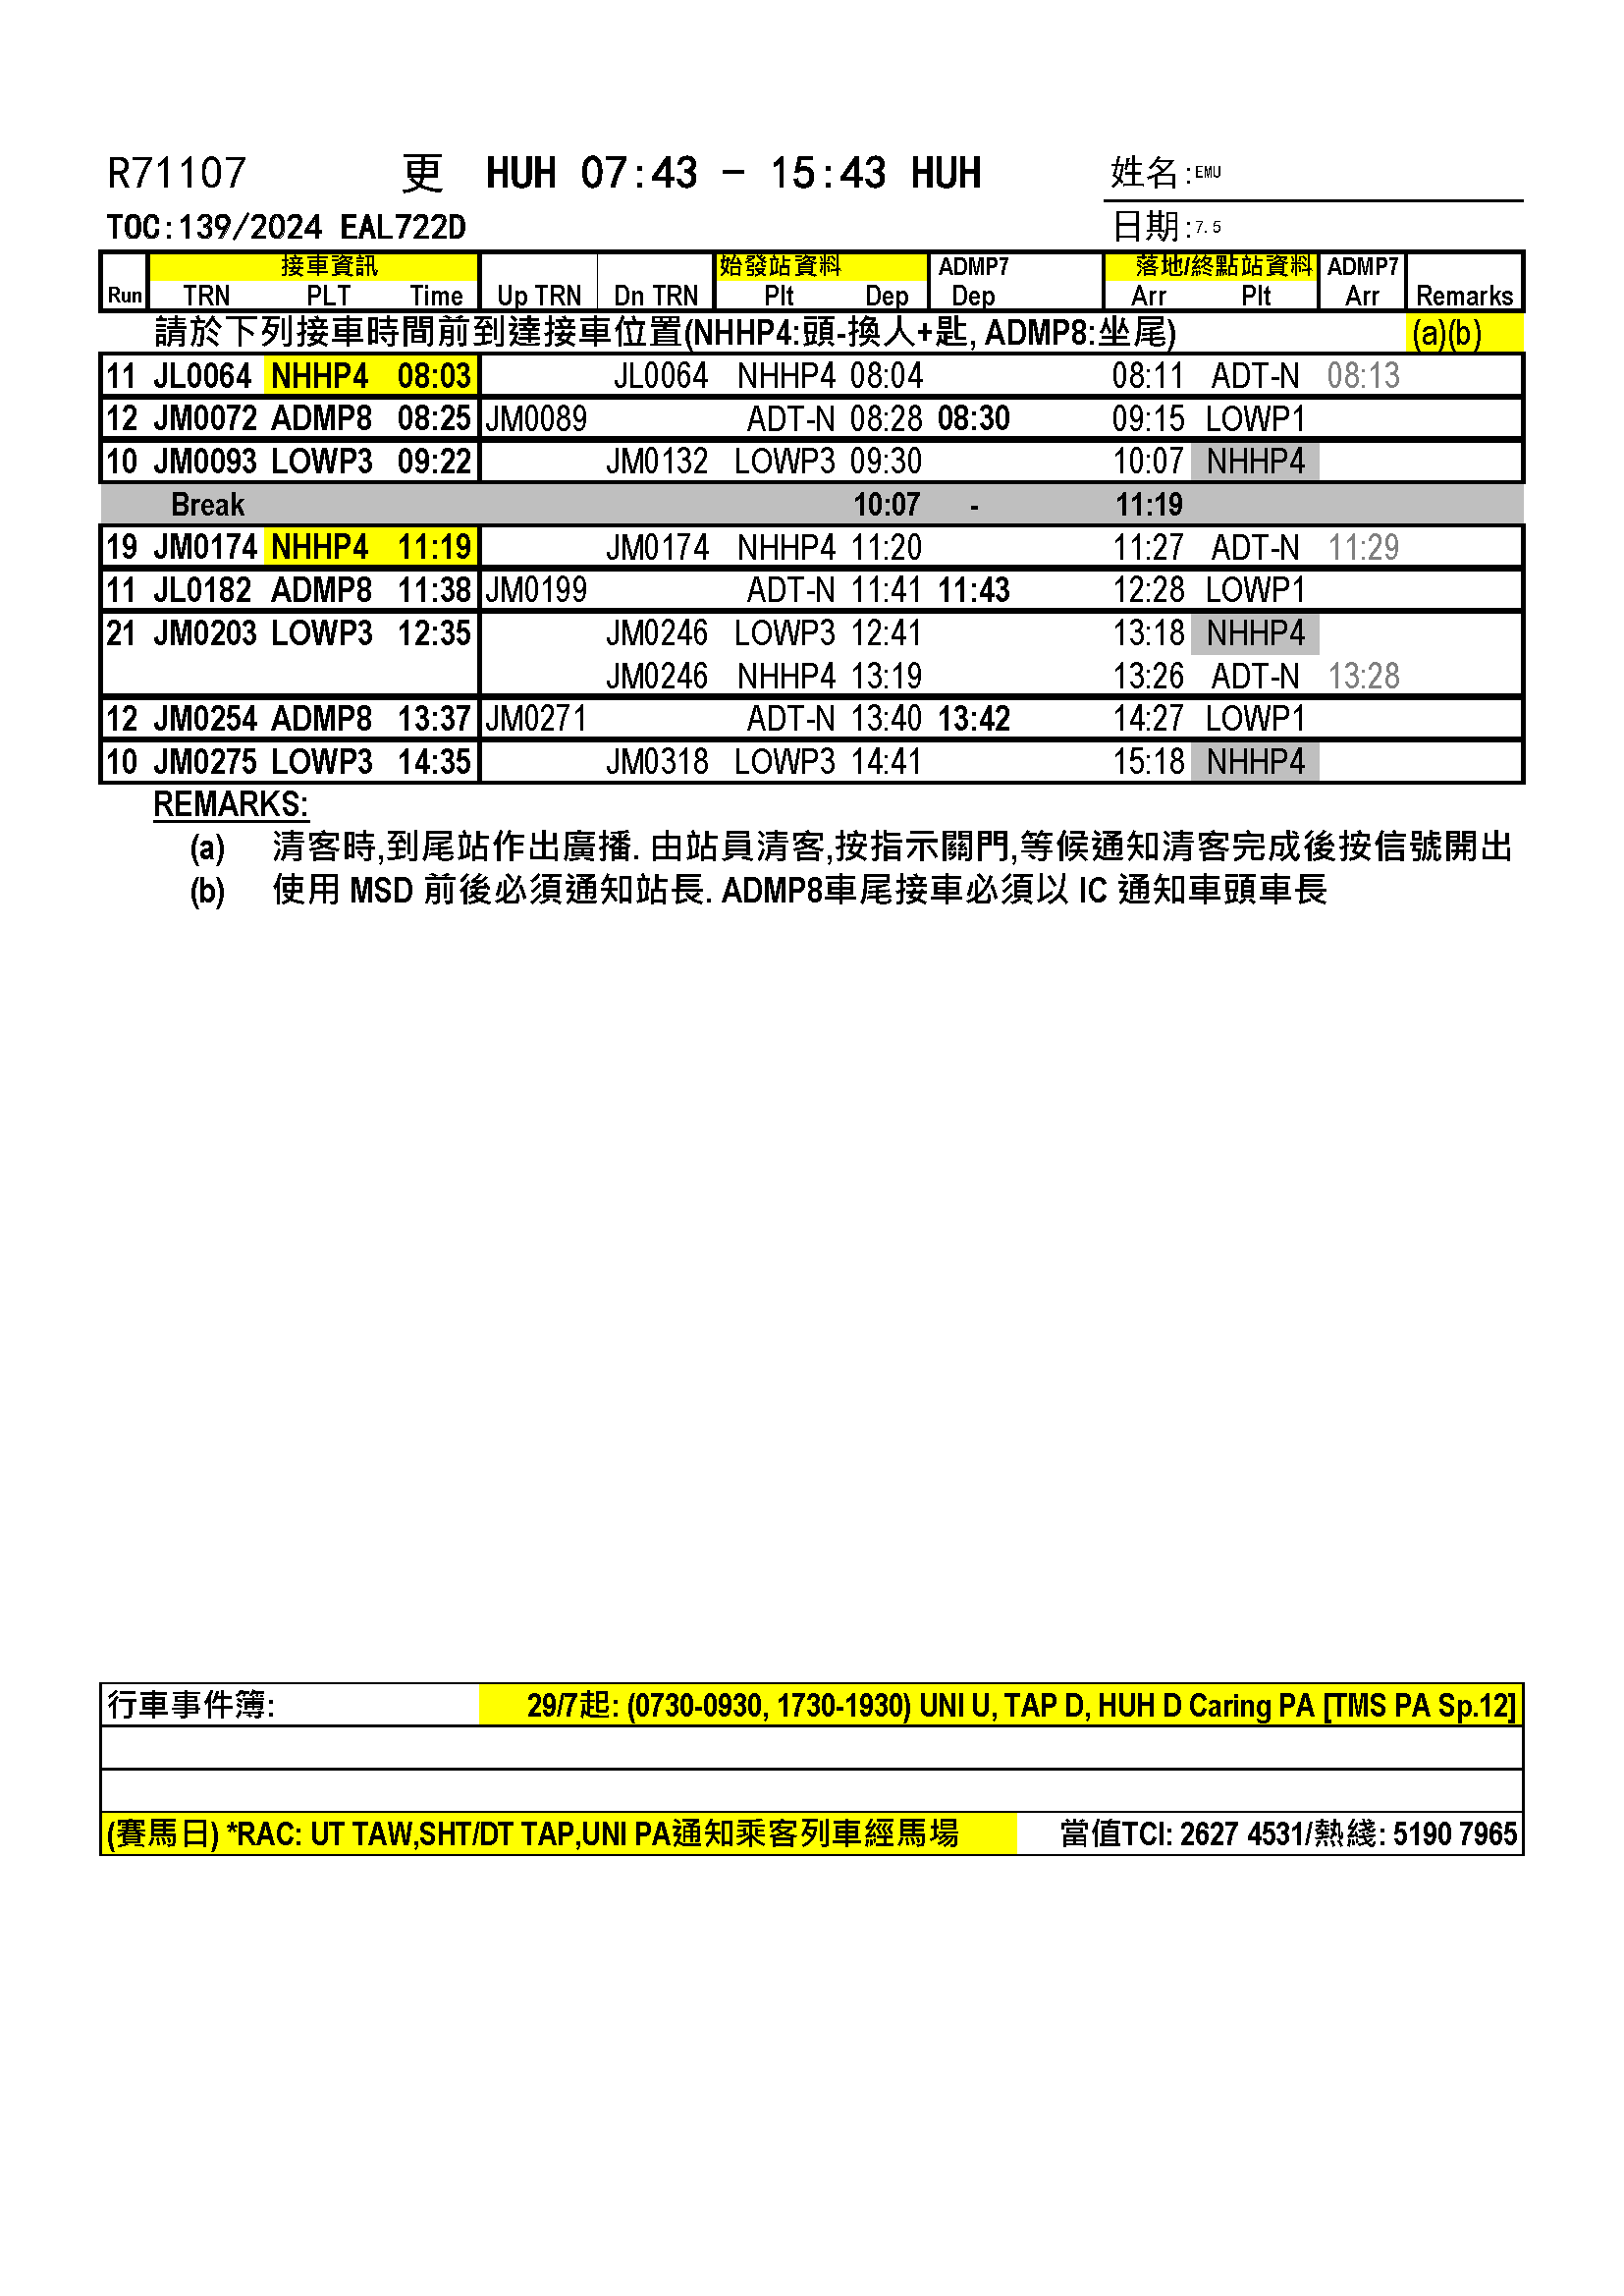 R71107 更 HUH 07:43 - 15:43 HUH 姓名:EMU
TOC:139/2024 EAL722D 日期:7.5
接車資訊 始發站資料 ADMP7 落地/終點站資料 ADMP7
Run TRN PLT Time Up TRN Dn TRN Plt Dep Dep Arr Plt Arr Remarks
請於下列接車時間前到達接車位置(NHHP4:頭-換人+匙, ADMP8:坐尾) (a)(b)
11 JL0064 NHHP4 08:03 JL0064 NHHP4 08:04 08:11 ADT-N 08:13
12 JM0072 ADMP8 08:25 JM0089 ADT-N 08:28 08:30 09:15 LOWP1
10 JM0093 LOWP3 09:22 JM0132 LOWP3 09:30 10:07 NHHP4
Break 10:07 - 11:19
19 JM0174 NHHP4 11:19 JM0174 NHHP4 11:20 11:27 ADT-N 11:29
11 JL0182 ADMP8 11:38 JM0199 ADT-N 11:41 11:43 12:28 LOWP1
21 JM0203 LOWP3 12:35 JM0246 LOWP3 12:41 13:18 NHHP4
JM0246 NHHP4 13:19 13:26 ADT-N 13:28
12 JM0254 ADMP8 13:37 JM0271 ADT-N 13:40 13:42 14:27 LOWP1
10 JM0275 LOWP3 14:35 JM0318 LOWP3 14:41 15:18 NHHP4
REMARKS:
(a) 清客時,到尾站作出廣播. 由站員清客,按指示關門,等候通知清客完成後按信號開出
(b) 使用 MSD 前後必須通知站長. ADMP8車尾接車必須以 IC 通知車頭車長
行車事件簿: 29/7起: (0730-0930, 1730-1930) UNI U, TAP D, HUH D Caring PA [TMS PA Sp.12]
(賽馬日) *RAC: UT TAW,SHT/DT TAP,UNI PA通知乘客列車經馬場 當值TCI: 2627 4531/熱綫: 5190 7965